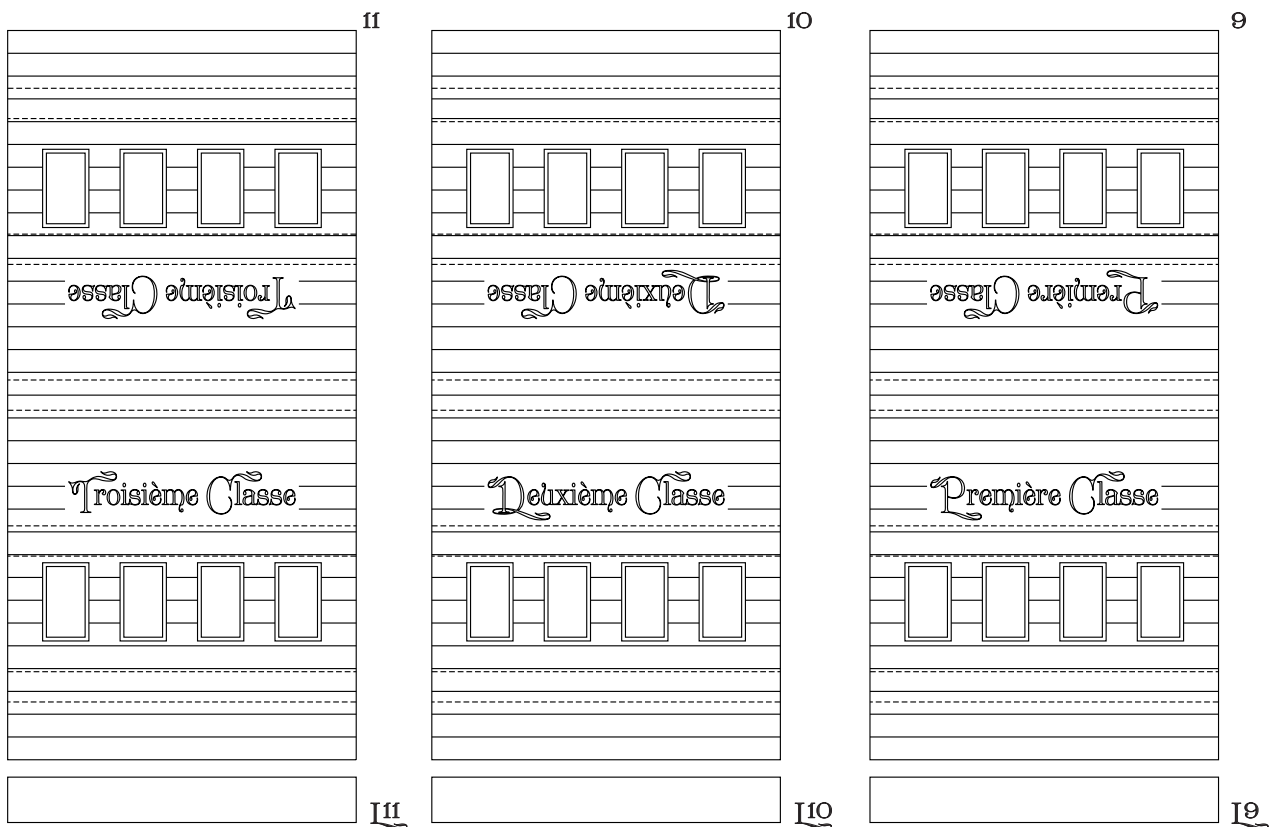 11
10
9
Troisième Classe
Deuxième Classe
Première Classe
Troisième Classe
Deuxième Classe
Première Classe
L11
L10
L9